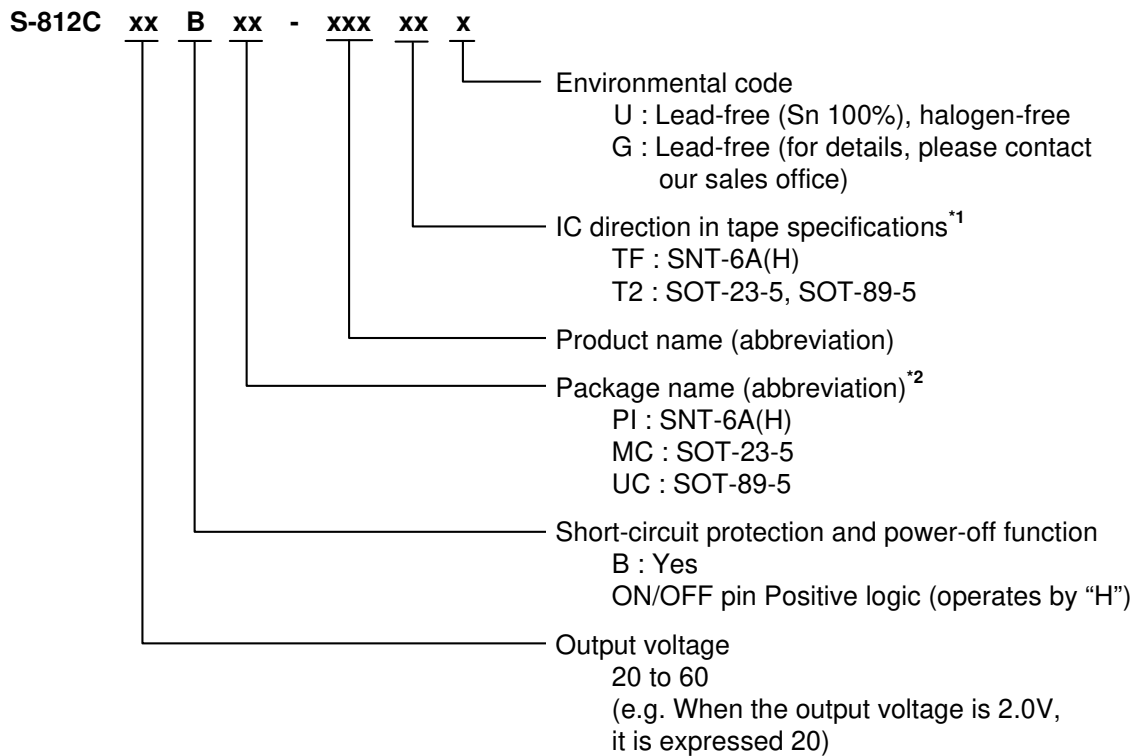 S-812C xx B xx - xxx xx x
Environmental code
U : Lead-free (Sn 100%), halogen-free
G : Lead-free (for details, please contact
our sales office)
IC direction in tape specifications*1
TF : SNT-6A(H)
T2 : SOT-23-5, SOT-89-5
Product name (abbreviation)
Package name (abbreviation)*2
PI : SNT-6A(H)
MC : SOT-23-5
UC : SOT-89-5
Short-circuit protection and power-off function
B : Yes
ON/OFF pin Positive logic (operates by “H”)
Output voltage
20 to 60
(e.g. When the output voltage is 2.0V,
it is expressed 20)